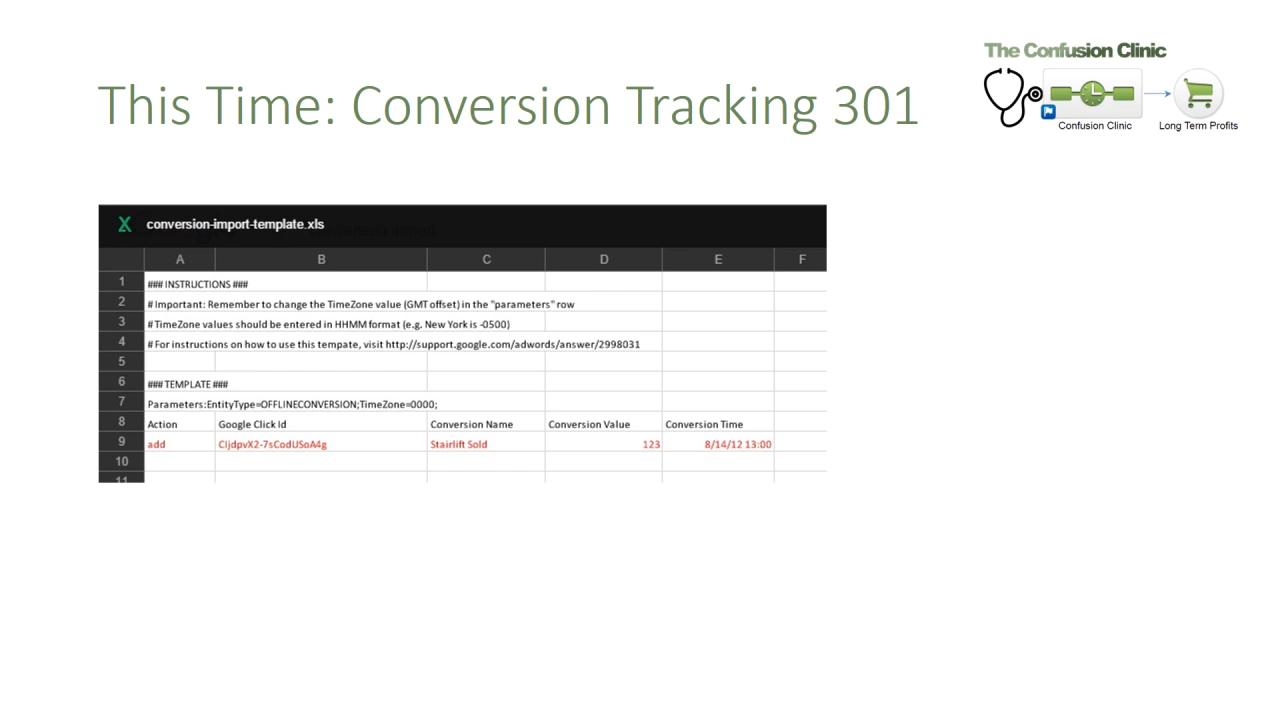 The Confusion Clinic
This Time: Conversion Tracking 301
Confusion Clinic
Long Term Profits
conversion-import-template.xls
A B C D E F
1 ### INSTRUCTIONS ###
2 # Important: Remember to change the TimeZone value (GMT offset) in the "parameters" row
3 # TimeZone values should be entered in HHMM format (e.g. New York is -0500)
4 # For instructions on how to use this tempate, visit http://support.google.com/adwords/answer/2998031
5
6 ### TEMPLATE ###
7 Parameters:EntityType=OFFLINECONVERSION;TimeZone=0000;
8 Action Google Click Id Conversion Name Conversion Value Conversion Time
9 add CIjdpvX2-7sCodUSoA4g Stairlift Sold 123 8/14/12 13:00
10
11